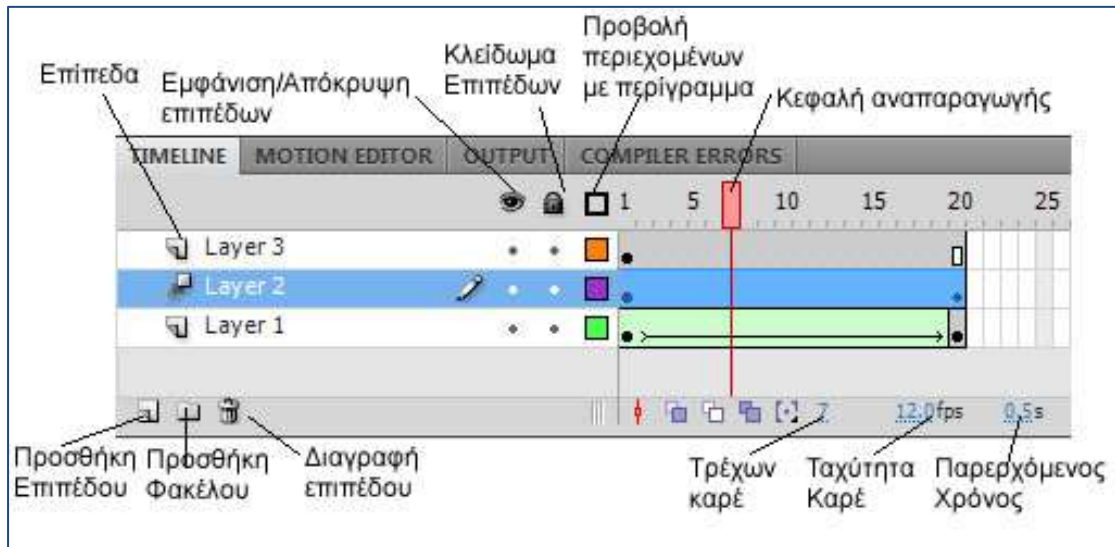 Επίπεδα
Εμφάνιση/Απόκρυψη
επιπέδων
Κλείδωμα
Επιπέδων
Προβολή
περιεχομένων
με περίγραμμα
Κεφαλή αναπαραγωγής
TIMELINE MOTION EDITOR OUTPUT COMPILER ERRORS
1 5 10 15 20 25
Layer 3
Layer 2
Layer 1
7 12.0fps 0.5s
Προσθήκη
Επιπέδου
Προσθήκη
Φακέλου
Διαγραφή
επιπέδου
Τρέχων
καρέ
Ταχύτητα
Καρέ
Παρερχόμενος
Χρόνος